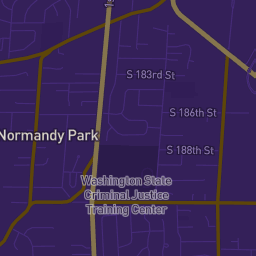 S 183rd St
S 186th St
Normandy Park
S 188th St
Washington State
Criminal Justice
Training Center